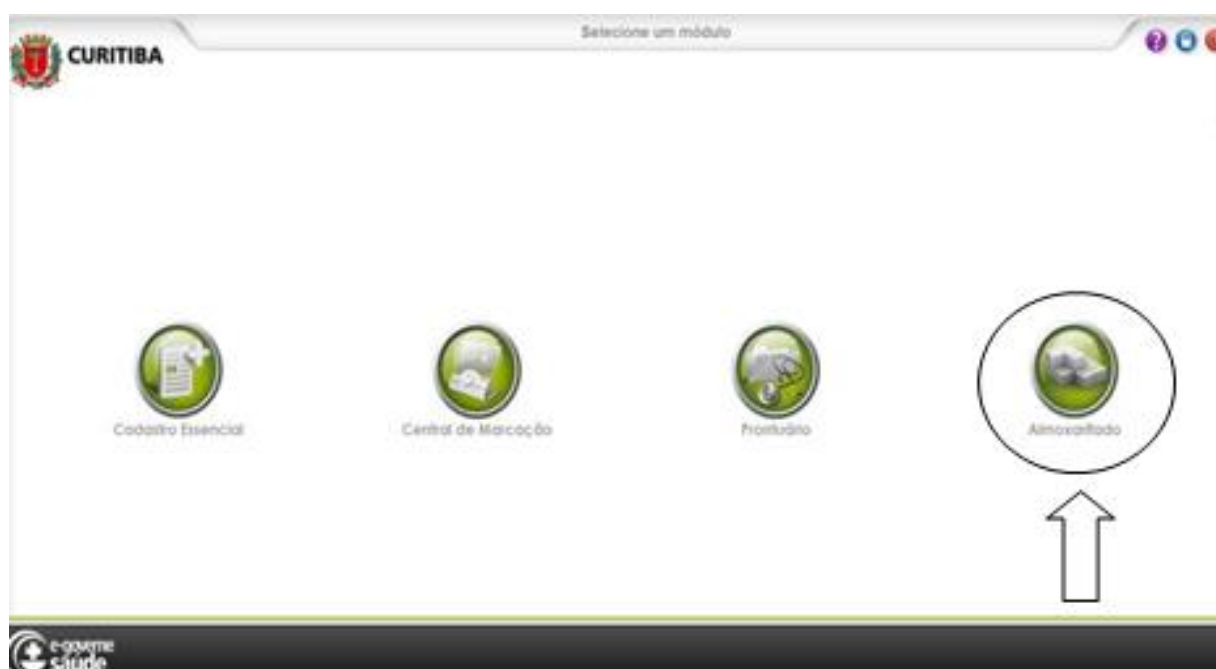 Selecione um módulo
CURITIBA
Cadastro Essencial
Central de Marcação
Prontuário
Almoxarifado
e-governe
saúde